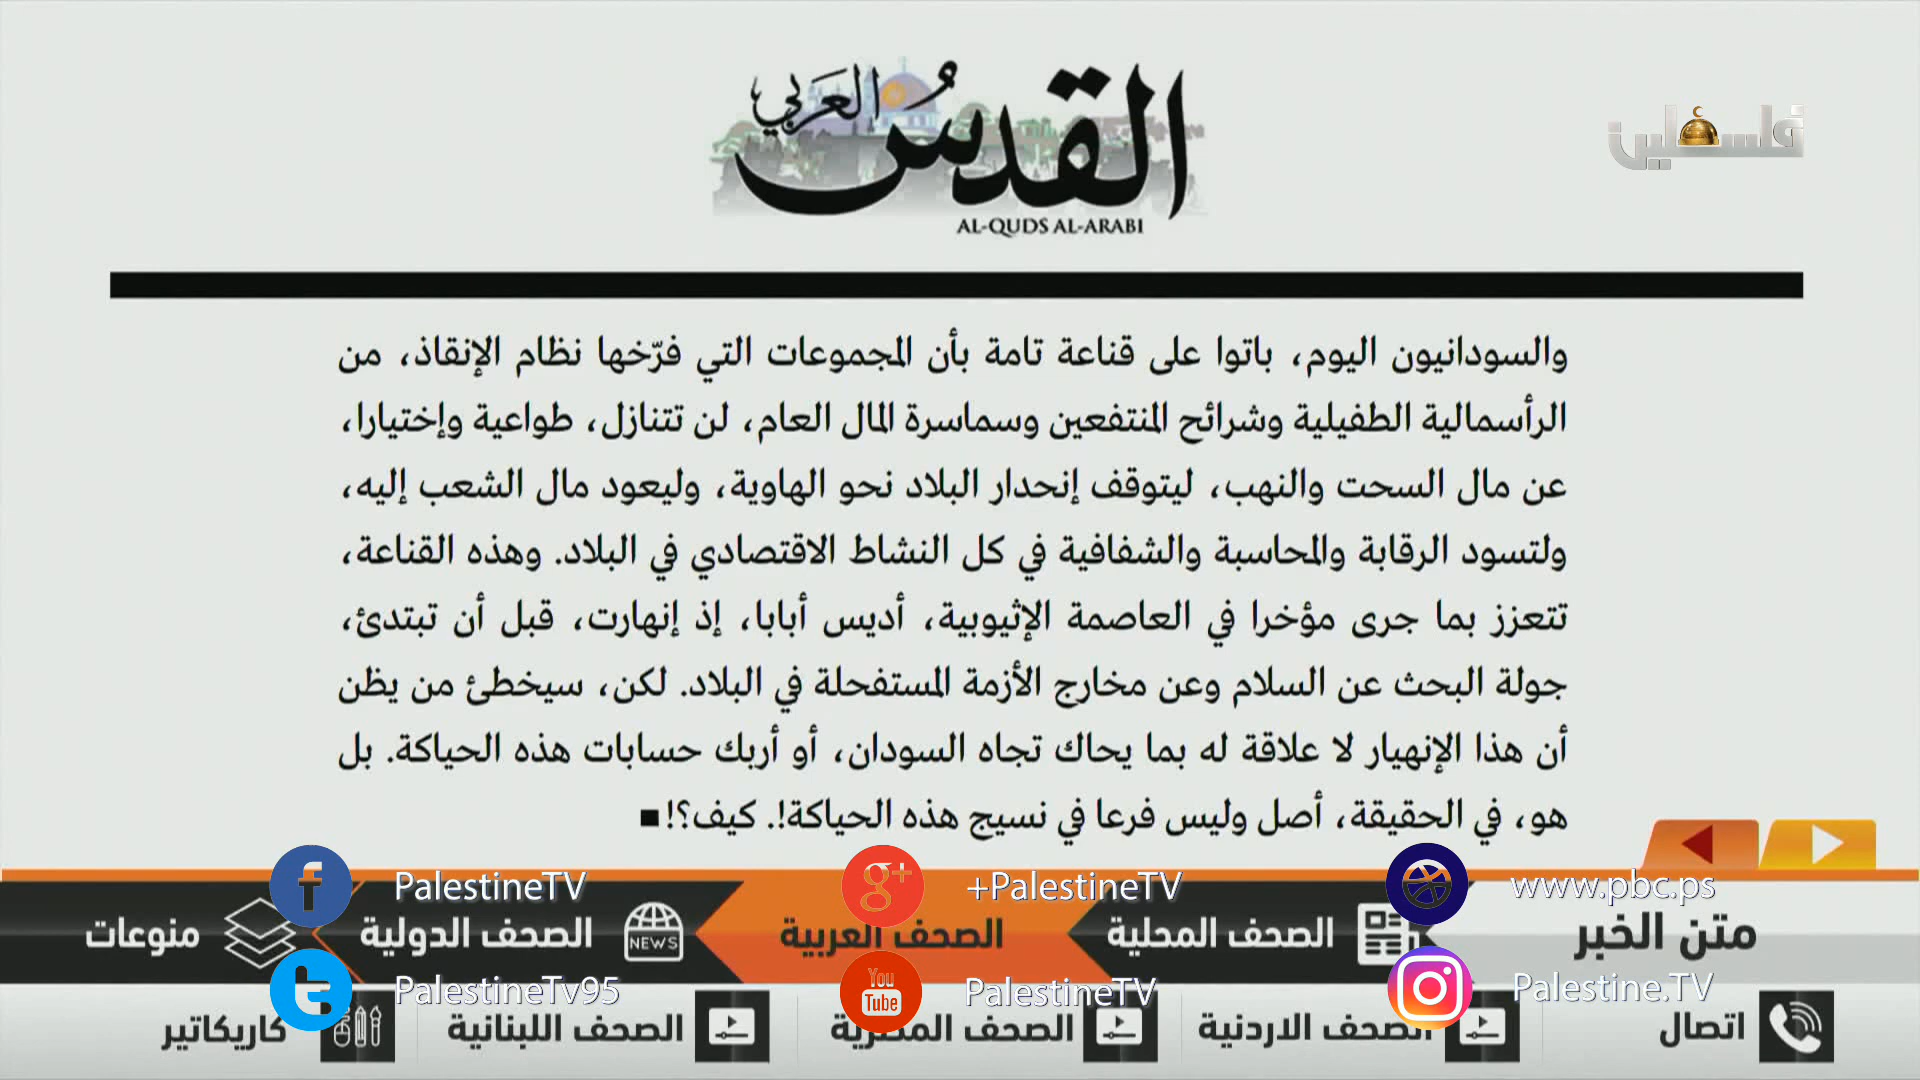 القدس العربي
AL-QUDS AL-ARABI
فلسطين
والسودانيون اليوم، باتوا على قناعة تامة بأن المجموعات التي فرّخها نظام الإنقاذ، من
الرأسمالية الطفيلية وشرائح المنتفعين وسماسرة المال العام، لن تتنازل، طواعية وإختيارا،
عن مال السحت والنهب، ليتوقف إنحدار البلاد نحو الهاوية، وليعود مال الشعب إليه،
ولتسود الرقابة والمحاسبة والشفافية في كل النشاط الاقتصادي في البلاد. وهذه القناعة،
تتعزز بما جرى مؤخرا في العاصمة الإثيوبية، أديس أبابا، إذ إنهارت، قبل أن تبتدئ،
جولة البحث عن السلام وعن مخارج الأزمة المستفحلة في البلاد. لكن، سيخطئ من يظن
أن هذا الإنهيار لا علاقة له بما يحاك تجاه السودان، أو أربك حسابات هذه الحياكة. بل
هو، في الحقيقة، أصل وليس فرعا في نسيج هذه الحياكة!. كيف؟!■
www.pbc.ps
+PalestineTV
PalestineTV
متن الخبر
الصحف المحلية
الصحف العربية
NEWS
الصحف الدولية
منوعات
Palestine.TV
You Tube
PalestineTV
PalestineTv95
اتصال
الصحف الاردنية
الصحف المصرية
الصحف اللبنانية
كاريكاتير